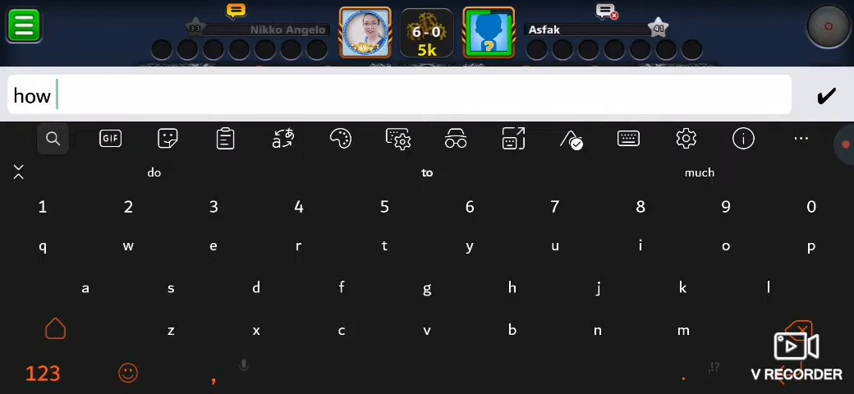 Nikko Angelo
6-0
5k
Asfak
how
GIF
do to much
1 2 3 4 5 6 7 8 9 0
q w e r t y u i o p
a s d f g h j k l
z x c v b n m
123 , . ,!?
V RECORDER